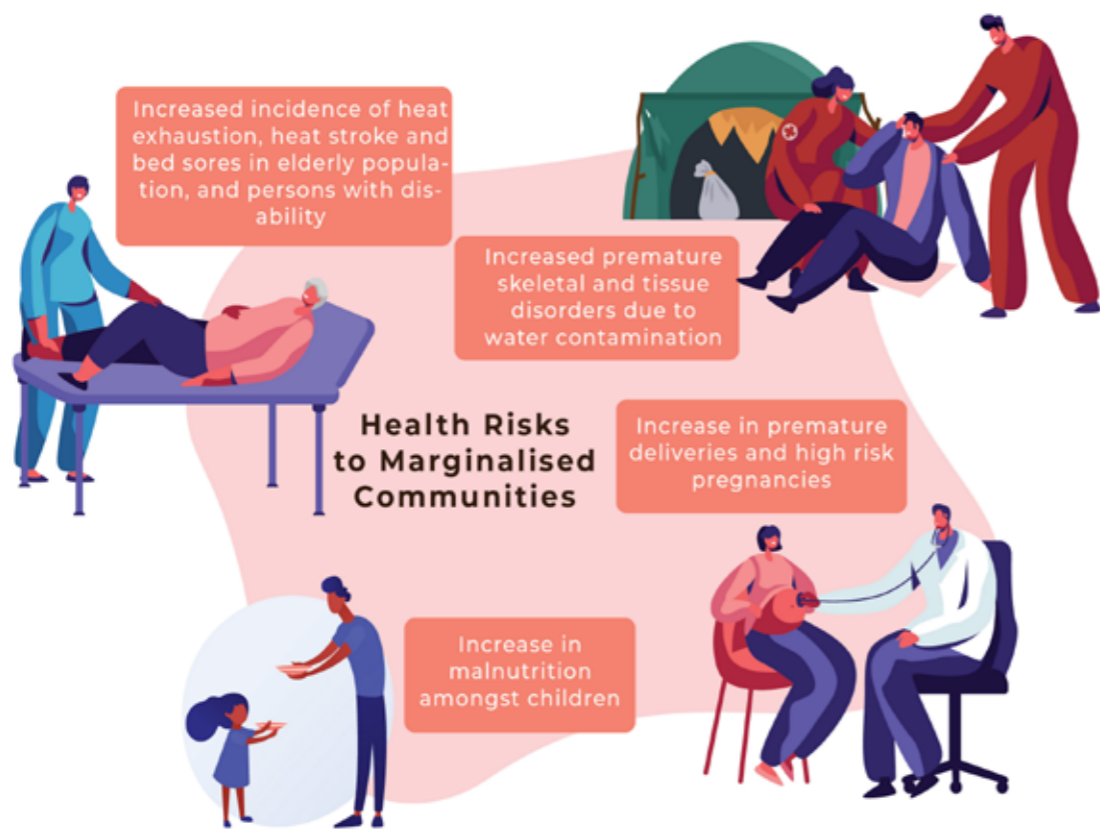 Increased incidence of heat
exhaustion, heat stroke and
bed sores in elderly popula-
tion, and persons with dis-
ability
Increased premature
skeletal and tissue
disorders due to
water contamination
Health Risks
to Marginalised
Communities
Increase in premature
deliveries and high risk
pregnancies
Increase in
malnutrition
amongst children